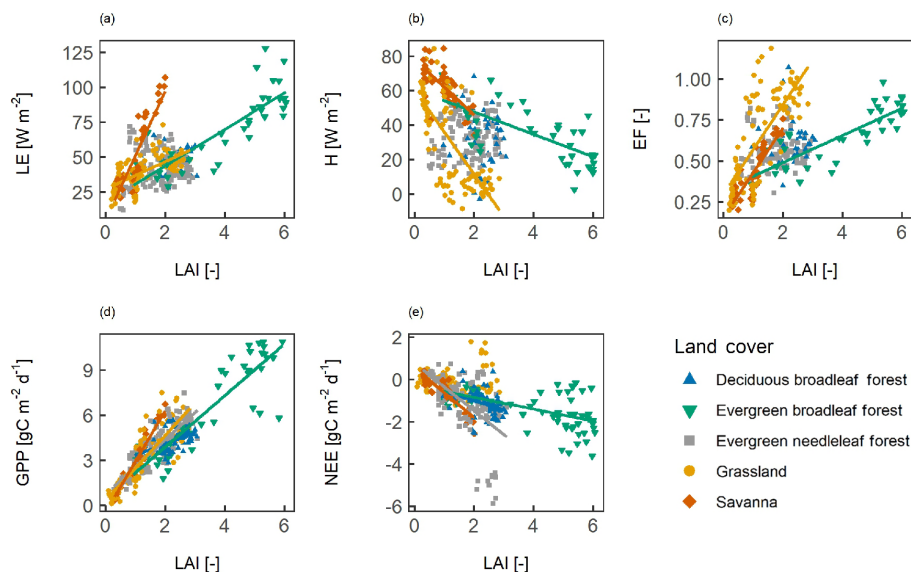 (a)
(b)
(c)
LE [W m⁻²]
125
100
75
50
25
0 2 4 6
LAI [-]
H [W m⁻²]
80
60
40
20
0
0 2 4 6
LAI [-]
EF [-]
1.00
0.75
0.50
0.25
0 2 4 6
LAI [-]
(d)
(e)
GPP [gC m⁻² d⁻¹]
9
6
3
0
0 2 4 6
LAI [-]
NEE [gC m⁻² d⁻¹]
2
0
-2
-4
-6
0 2 4 6
LAI [-]
Land cover
Deciduous broadleaf forest
Evergreen broadleaf forest
Evergreen needleleaf forest
Grassland
Savanna